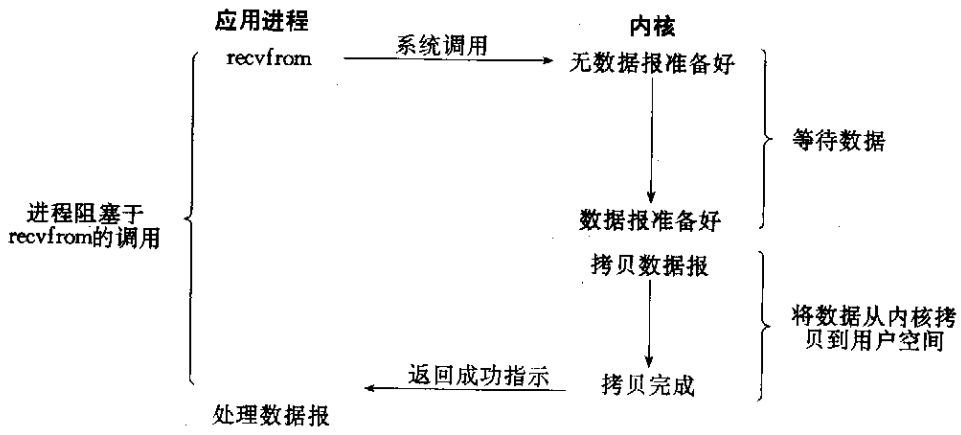 应用进程
内核
recvfrom
系统调用
无数据报准备好
等待数据
进程阻塞于
recvfrom的调用
数据报准备好
拷贝数据报
将数据从内核拷
贝到用户空间
返回成功指示
拷贝完成
处理数据报